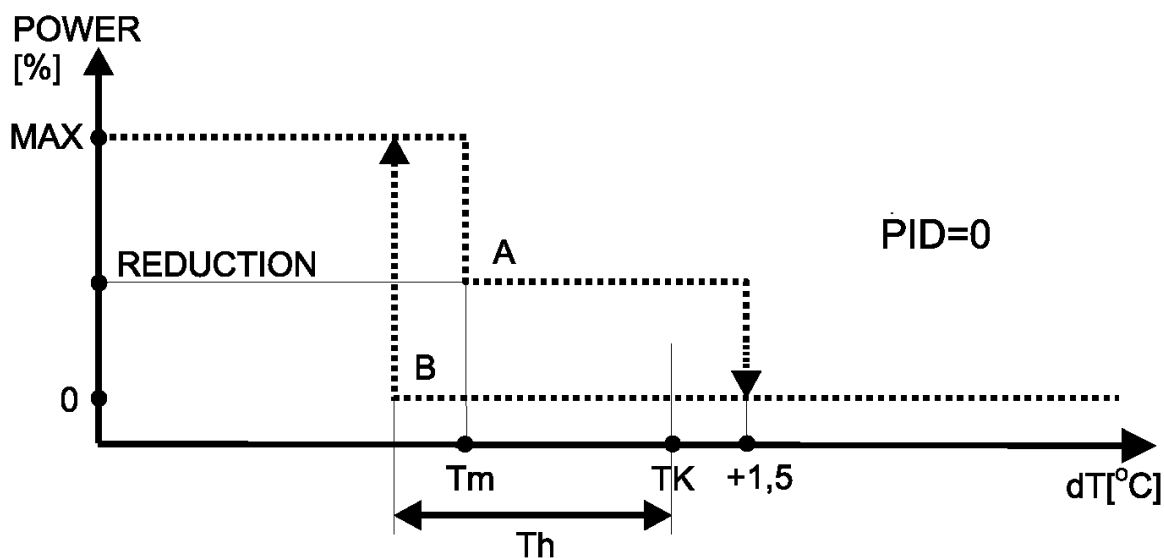 POWER
[%]
MAX
REDUCTION
A
PID=0
B
0
Tm
TK
+1,5
dT[°C]
Th